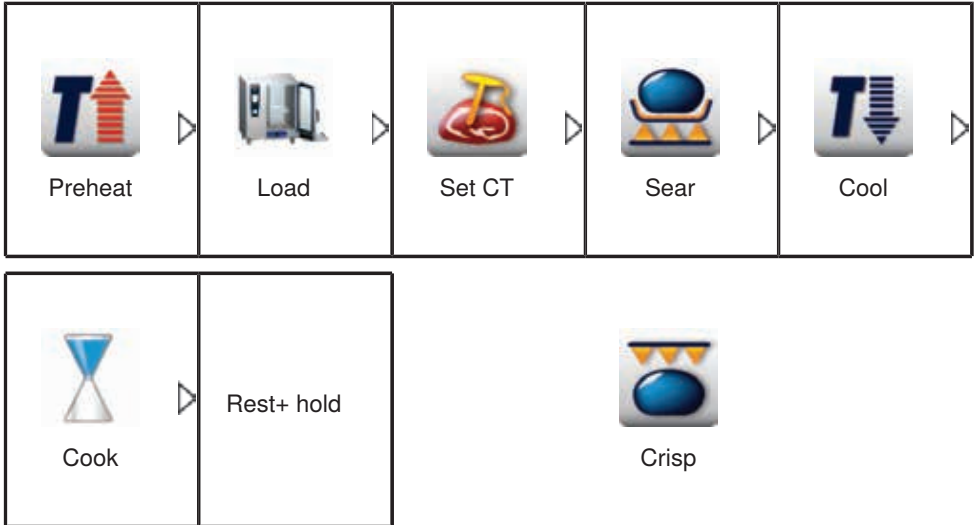 Preheat
Load
Set CT
Sear
Cool
Cook
Rest+ hold
Crisp